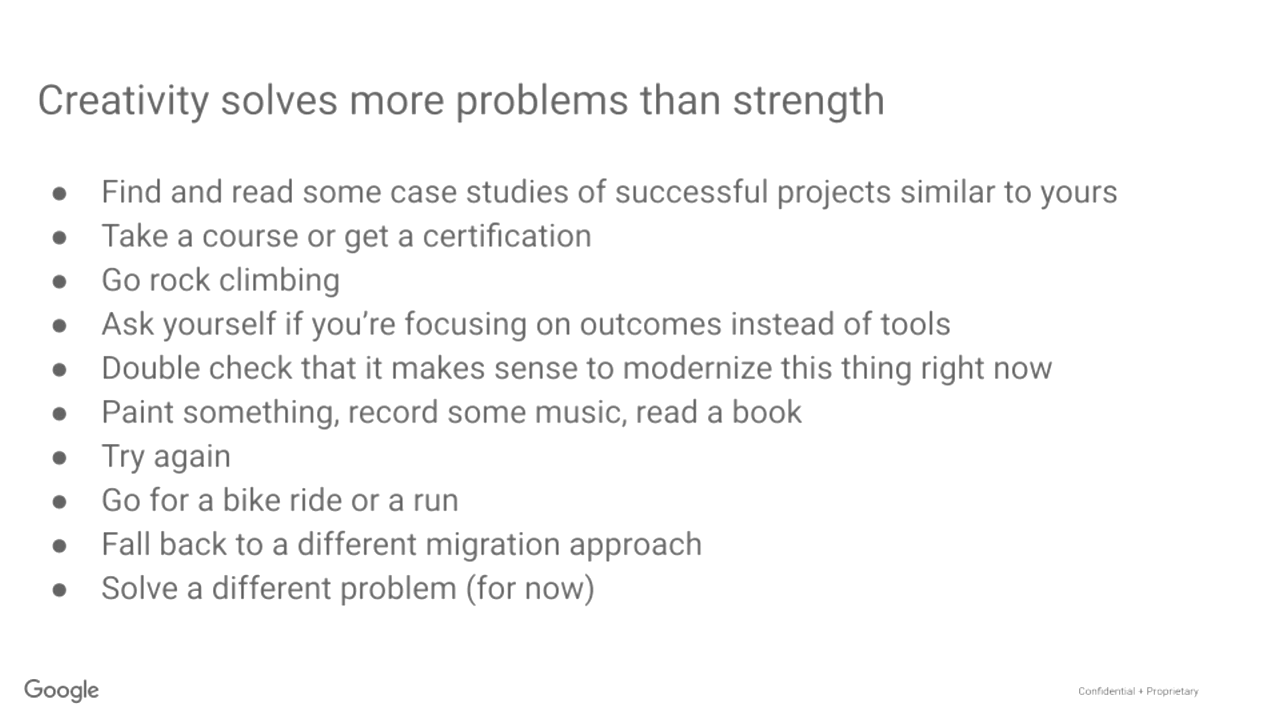 Creativity solves more problems than strength
● Find and read some case studies of successful projects similar to yours
● Take a course or get a certification
● Go rock climbing
● Ask yourself if you’re focusing on outcomes instead of tools
● Double check that it makes sense to modernize this thing right now
● Paint something, record some music, read a book
● Try again
● Go for a bike ride or a run
● Fall back to a different migration approach
● Solve a different problem (for now)
Google
Confidential + Proprietary